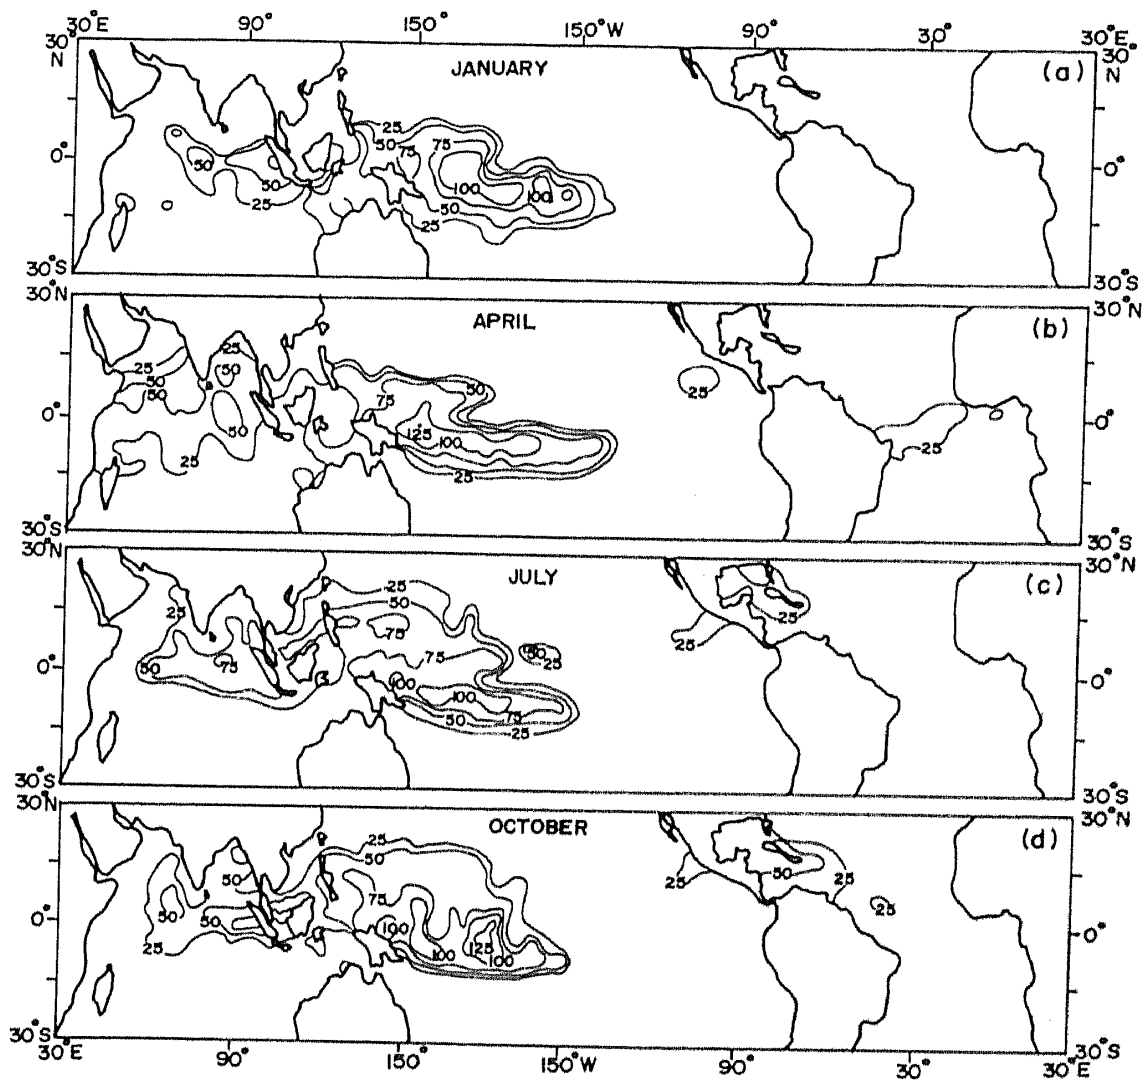 30°E 90° 150° 150°W 90° 30° 30°E
30° N JANUARY (a) 30° N
25
50 75 75
0° 50 0°
50 100 100
25 50
25
30°S 30°S
30°N APRIL (b) 30°N
25 25
50 50 50
50 75
0° 50 125 100 0°
25 25 25
30°S 30°S
30°N JULY (c) 30°N
25 25
50 75 25 25
50 75 75 50 25
0° 100 100 0°
50 75
25
30°S 30°S
30°N OCTOBER (d) 30°N
25
50
50 75 25 50 25
50 50 25
0° 100 125 0°
25 100 100
30°S 30°S
30°E 90° 150° 150°W 90° 30° 30°E